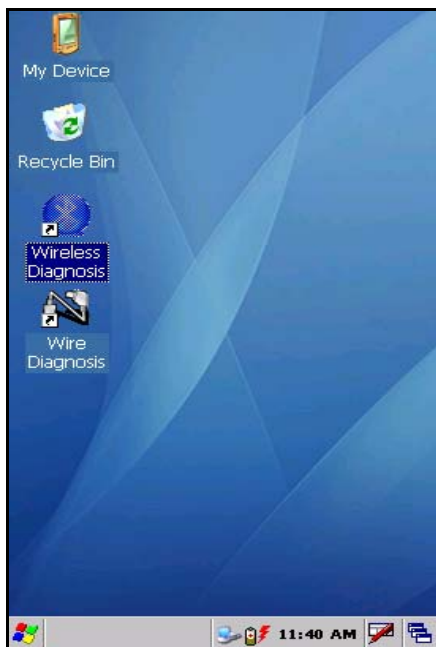 My Device
Recycle Bin
Wireless
Diagnosis
Wire
Diagnosis
11:40 AM